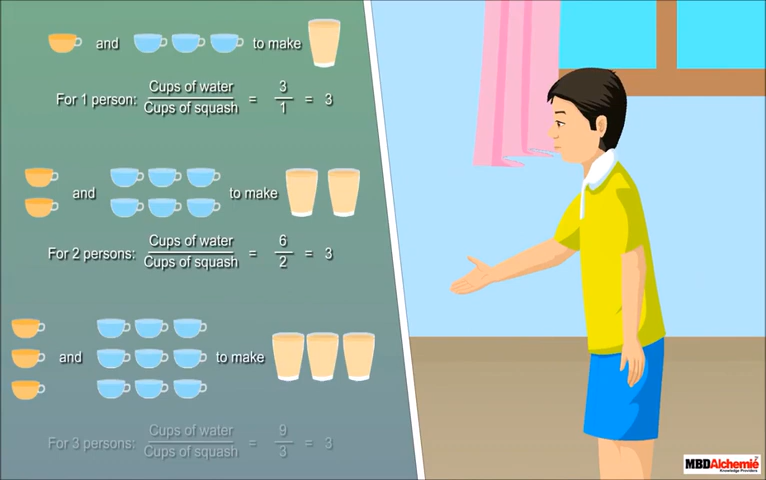 and to make
For 1 person: Cups of water / Cups of squash = 3/1 = 3
and to make
For 2 persons: Cups of water / Cups of squash = 6/2 = 3
and to make
For 3 persons: Cups of water / Cups of squash = 9/3 = 3
MBDAlchemie
Knowledge Providers